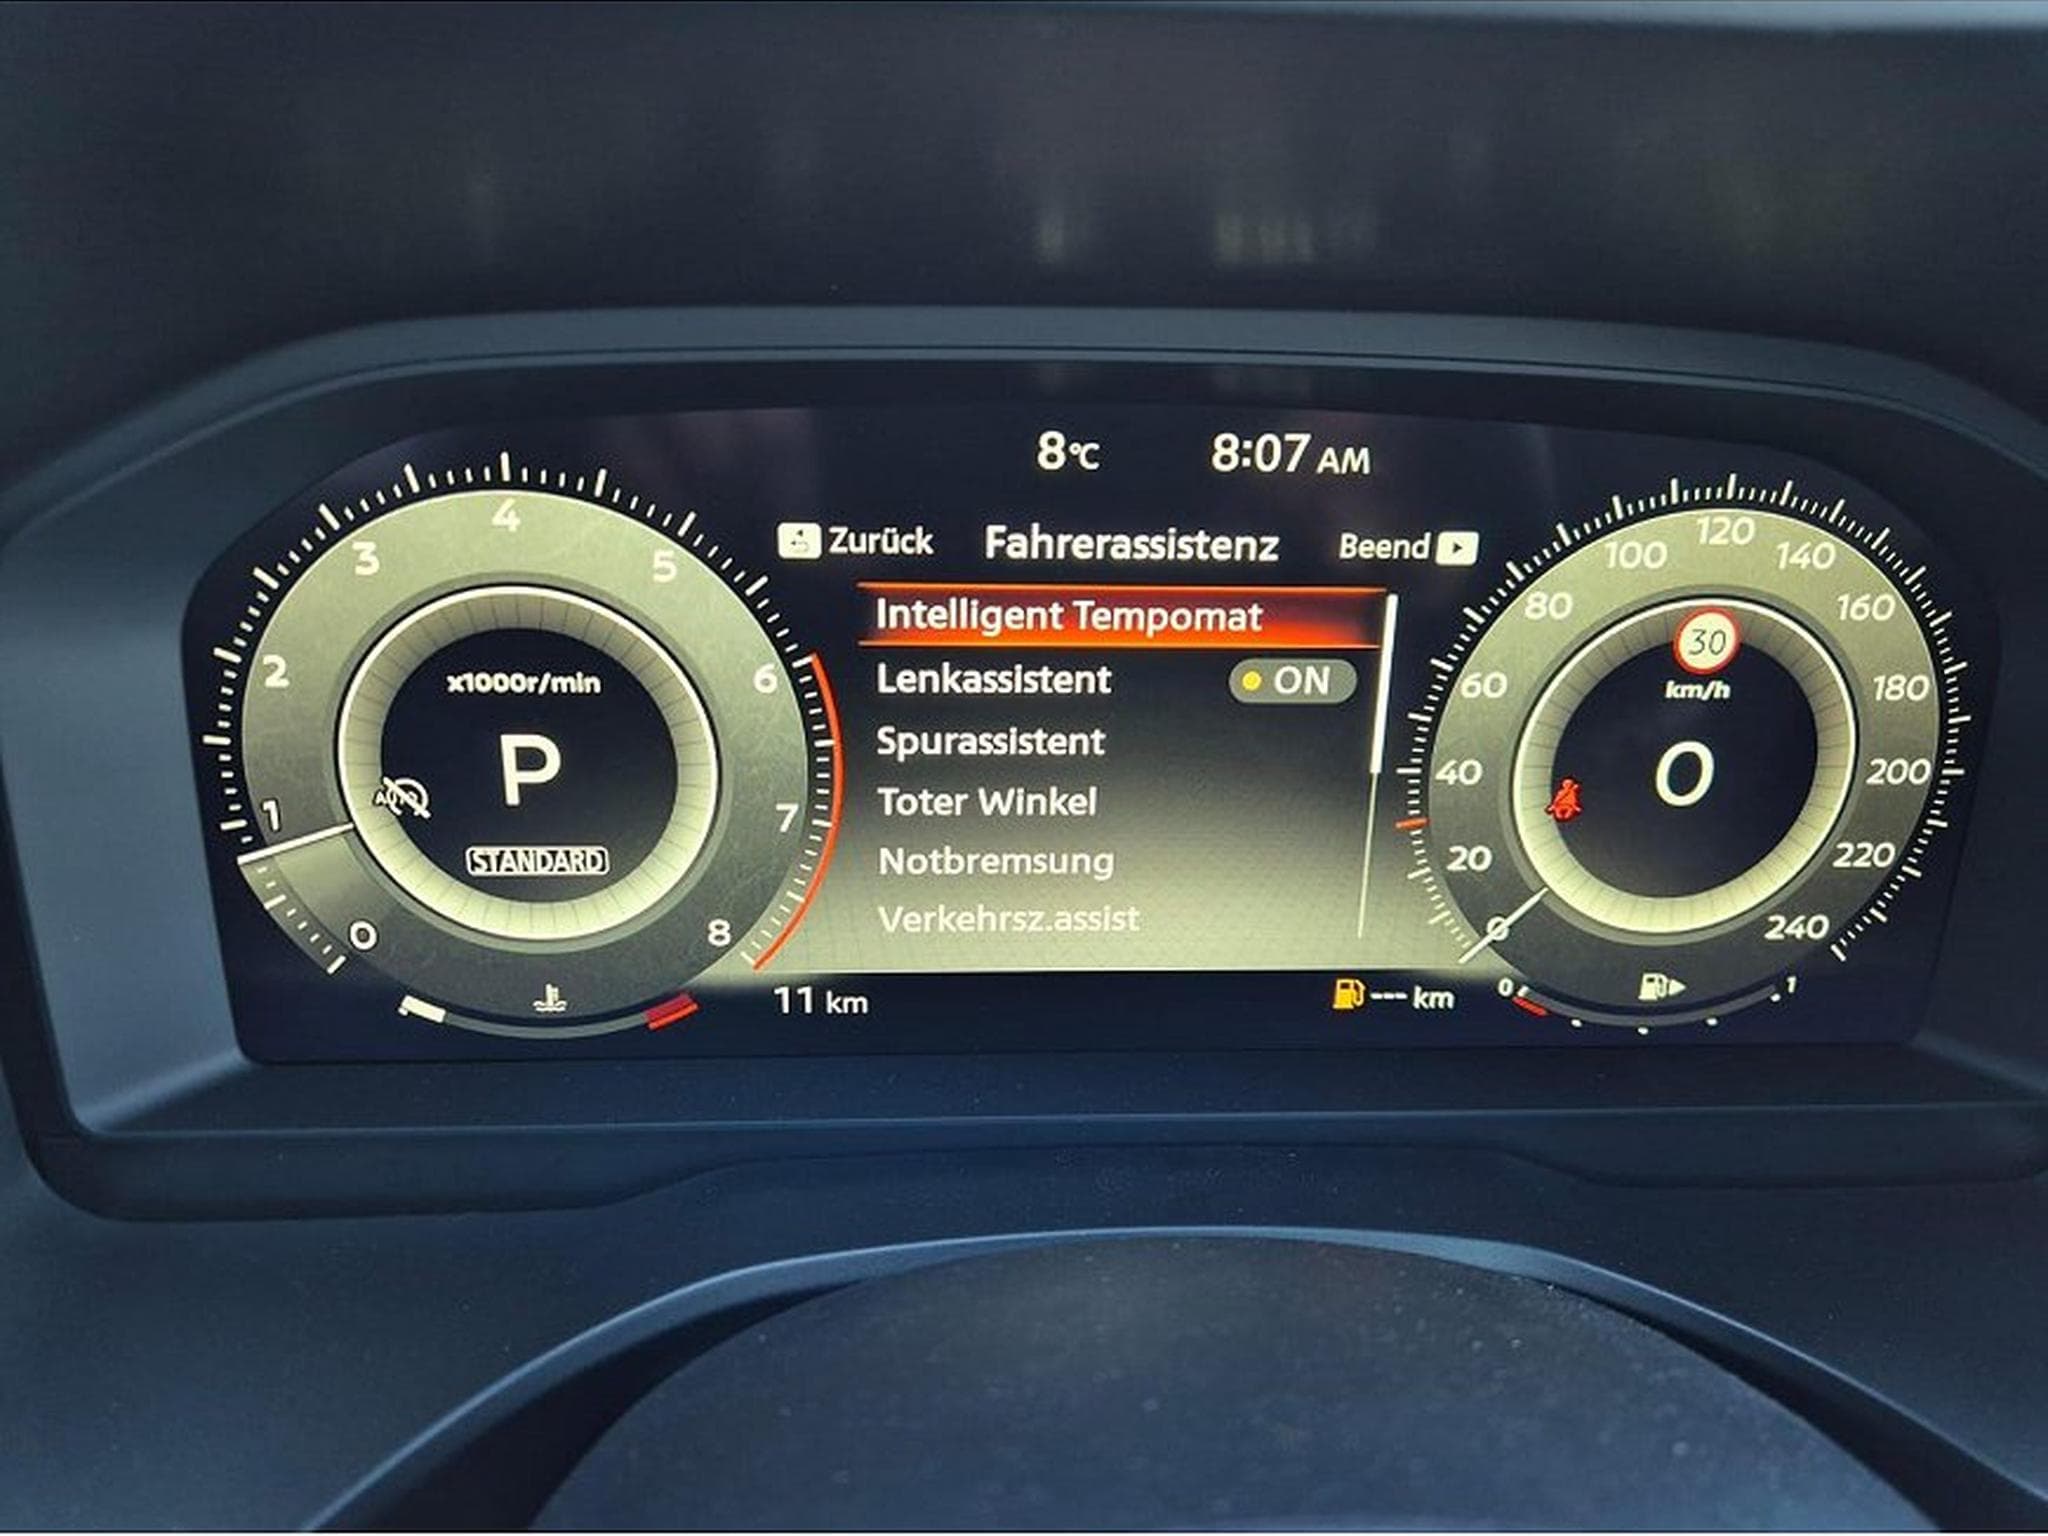 8°C 8:07 AM
Zurück Fahrerassistenz Beend
Intelligent Tempomat
Lenkassistent ON
Spurassistent
Toter Winkel
Notbremsung
Verkehrsz.assist
11 km --- km
0 1 2 3 4 5 6 7 8
x1000r/min
P
AUTO
STANDARD
0 20 40 60 80 100 120 140 160 180 200 220 240
30
km/h
0
0 1